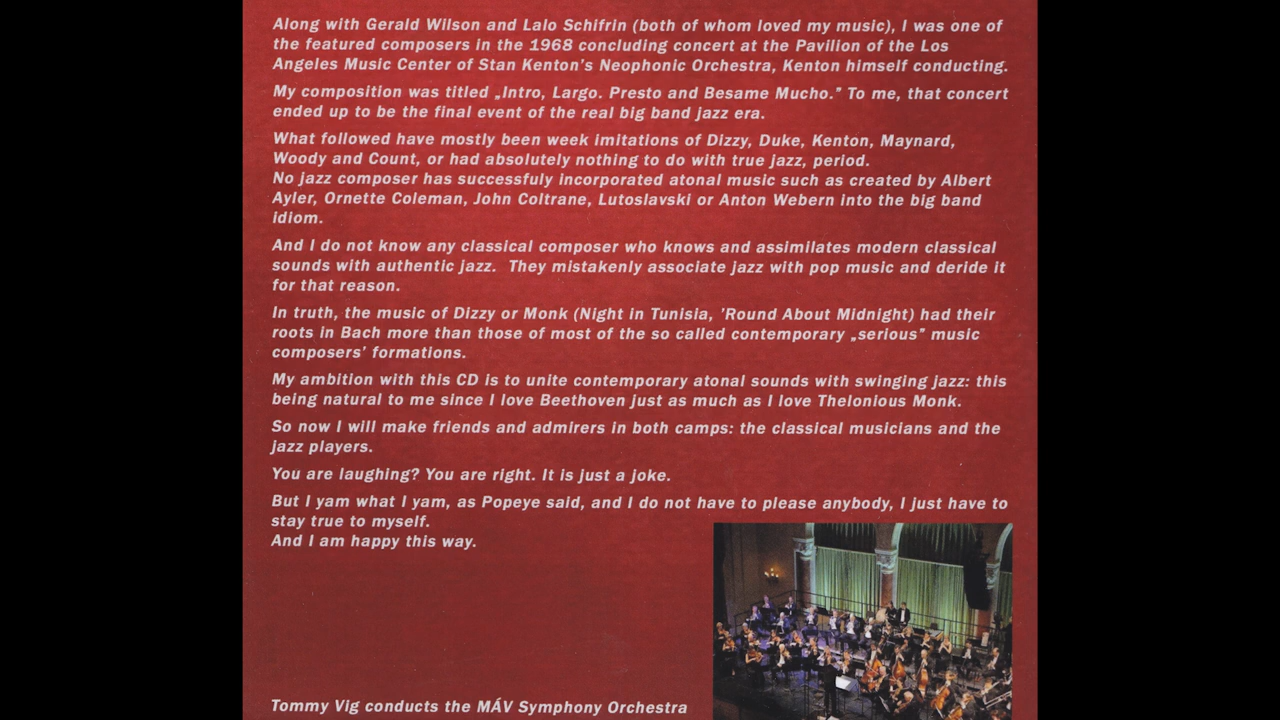 Along with Gerald Wilson and Lalo Schifrin (both of whom loved my music), I was one of
the featured composers in the 1968 concluding concert at the Pavilion of the Los
Angeles Music Center of Stan Kenton's Neophonic Orchestra, Kenton himself conducting.
My composition was titled „Intro, Largo. Presto and Besame Mucho.” To me, that concert
ended up to be the final event of the real big band jazz era.
What followed have mostly been week imitations of Dizzy, Duke, Kenton, Maynard,
Woody and Count, or had absolutely nothing to do with true jazz, period.
No jazz composer has successfuly incorporated atonal music such as created by Albert
Ayler, Ornette Coleman, John Coltrane, Lutoslavski or Anton Webern into the big band
idiom.
And I do not know any classical composer who knows and assimilates modern classical
sounds with authentic jazz. They mistakenly associate jazz with pop music and deride it
for that reason.
In truth, the music of Dizzy or Monk (Night in Tunisia, ’Round About Midnight) had their
roots in Bach more than those of most of the so called contemporary „serious” music
composers’ formations.
My ambition with this CD is to unite contemporary atonal sounds with swinging jazz: this
being natural to me since I love Beethoven just as much as I love Thelonious Monk.
So now I will make friends and admirers in both camps: the classical musicians and the
jazz players.
You are laughing? You are right. It is just a joke.
But I yam what I yam, as Popeye said, and I do not have to please anybody, I just have to
stay true to myself.
And I am happy this way.
Tommy Vig conducts the MÁV Symphony Orchestra